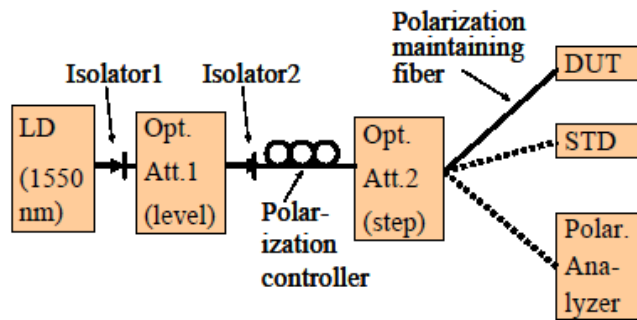 Isolator1
Isolator2
Polarization
maintaining
fiber
LD
(1550
nm)
Opt.
Att.1
(level)
Polar-
ization
controller
Opt.
Att.2
(step)
DUT
STD
Polar.
Ana-
lyzer